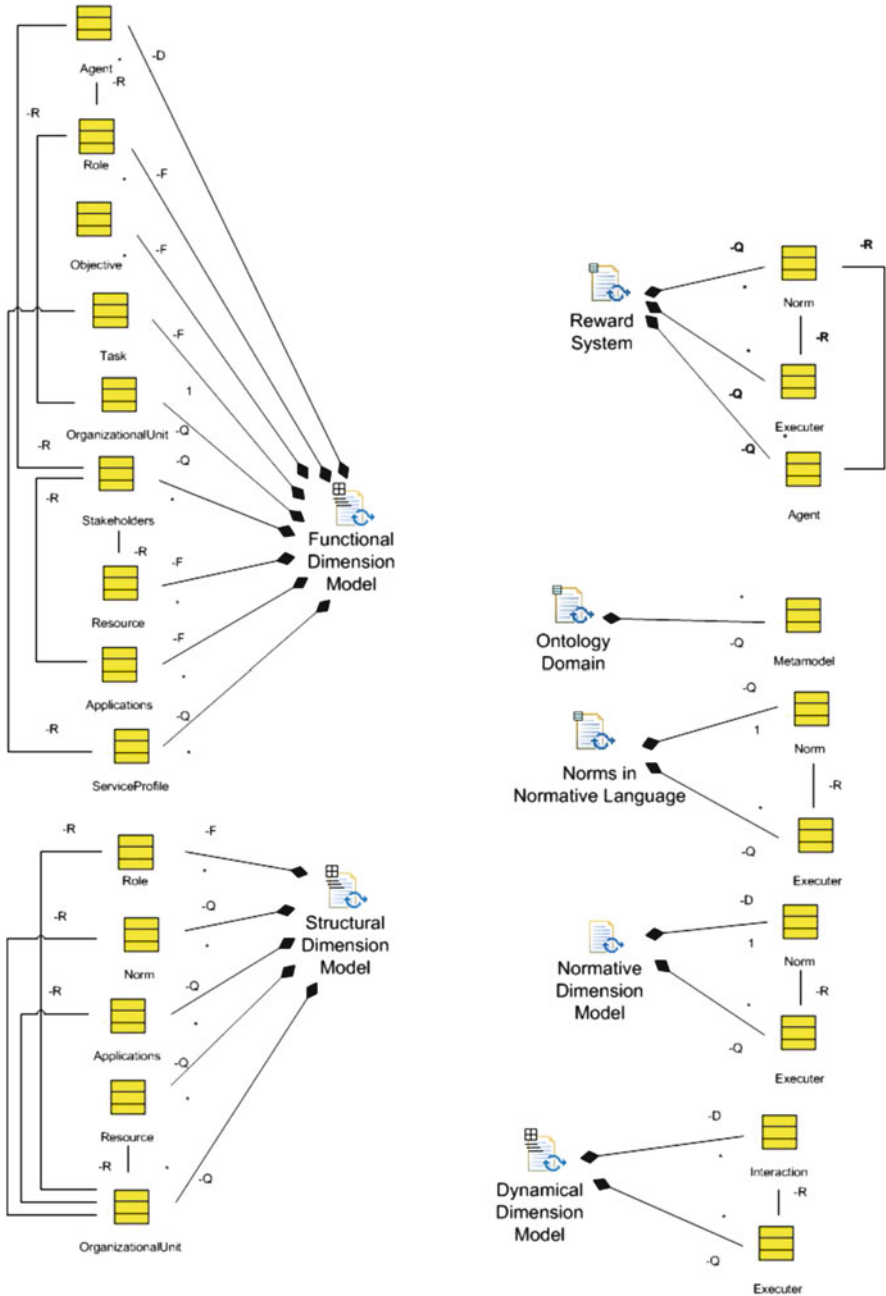 Agent
-D
-R
-R
Role
-F
Objective
-F
Task
-F
1
OrganizationalUnit
-Q
-R
-Q
Stakeholders
*
-R
-R
Resource
-F
*
Applications
-F
*
-R
-Q
ServiceProfile
*
Functional
Dimension
Model
-R
-F
Role
*
-R
-Q
Norm
*
-R
-Q
Applications
*
-Q
Resource
*
-R
*
-Q
OrganizationalUnit
Structural
Dimension
Model
Reward
System
-Q
-R
*
Norm
-R
*
-Q
Executer
-Q
*
Agent
Ontology
Domain
*
-Q
Metamodel
Norms in
Normative Language
-Q
1
Norm
-R
*
-Q
Executer
Normative
Dimension
Model
-D
1
Norm
-R
*
-Q
Executer
Dynamical
Dimension
Model
-D
*
Interaction
-R
*
-Q
Executer